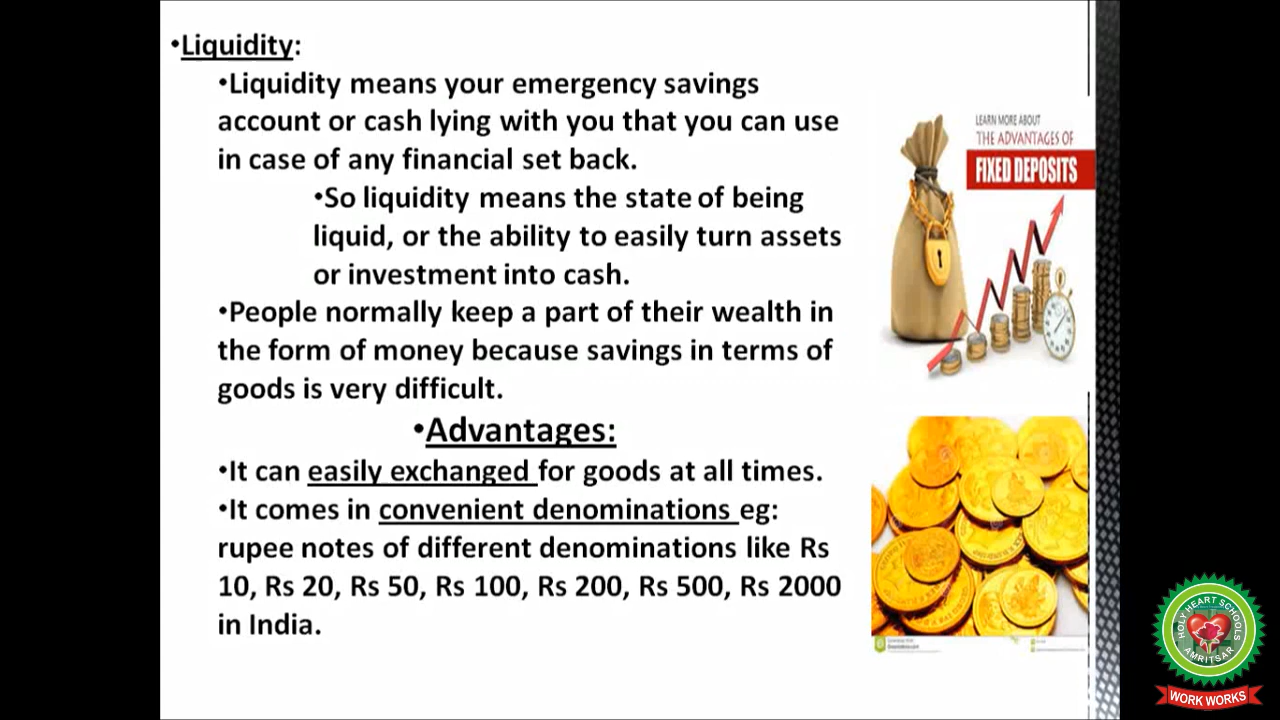 •Liquidity:
•Liquidity means your emergency savings
account or cash lying with you that you can use
in case of any financial set back.
•So liquidity means the state of being
liquid, or the ability to easily turn assets
or investment into cash.
•People normally keep a part of their wealth in
the form of money because savings in terms of
goods is very difficult.
•Advantages:
•It can easily exchanged for goods at all times.
•It comes in convenient denominations eg:
rupee notes of different denominations like Rs
10, Rs 20, Rs 50, Rs 100, Rs 200, Rs 500, Rs 2000
in India.
LEARN MORE ABOUT
THE ADVANTAGES OF
FIXED DEPOSITS
HOLY HEART SCHOOLS
AMRITSAR
WORK WORKS